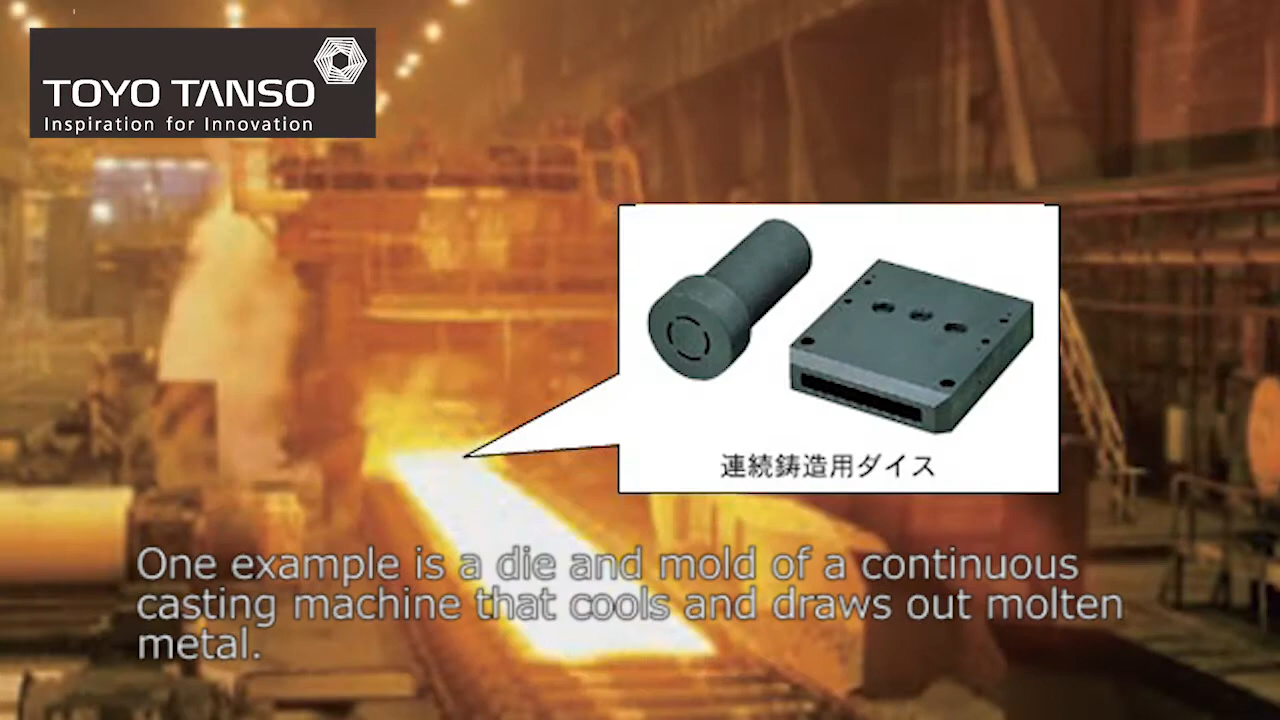 TOYO TANSO
Inspiration for Innovation
連続鋳造用ダイス
One example is a die and mold of a continuous
casting machine that cools and draws out molten
metal.